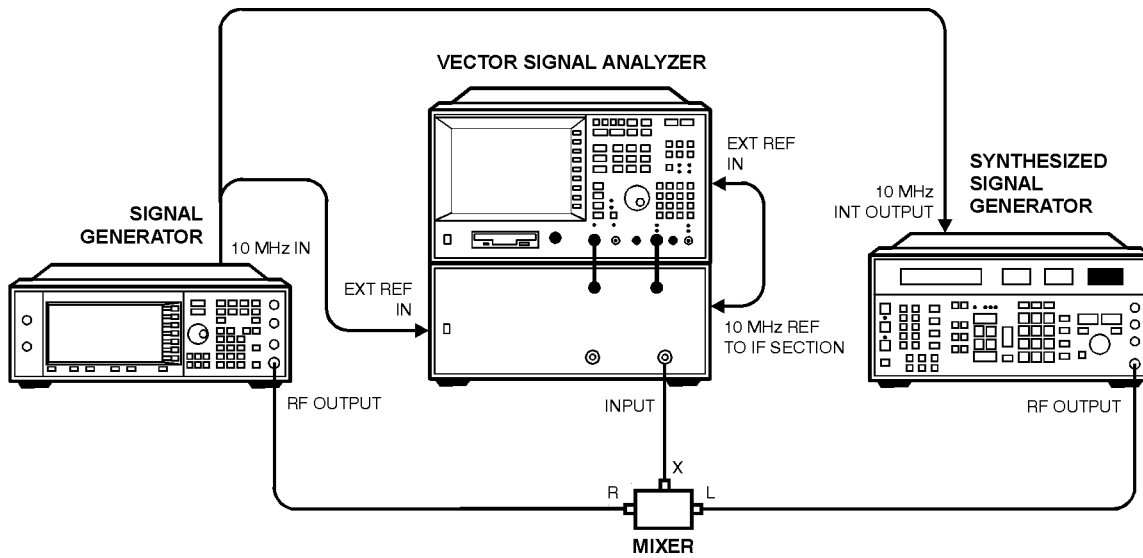 VECTOR SIGNAL ANALYZER
EXT REF
IN
SYNTHESIZED
SIGNAL
GENERATOR
10 MHz
INT OUTPUT
SIGNAL
GENERATOR
10 MHz IN
EXT REF
IN
10 MHz REF
TO IF SECTION
RF OUTPUT
INPUT
RF OUTPUT
X
R
L
MIXER